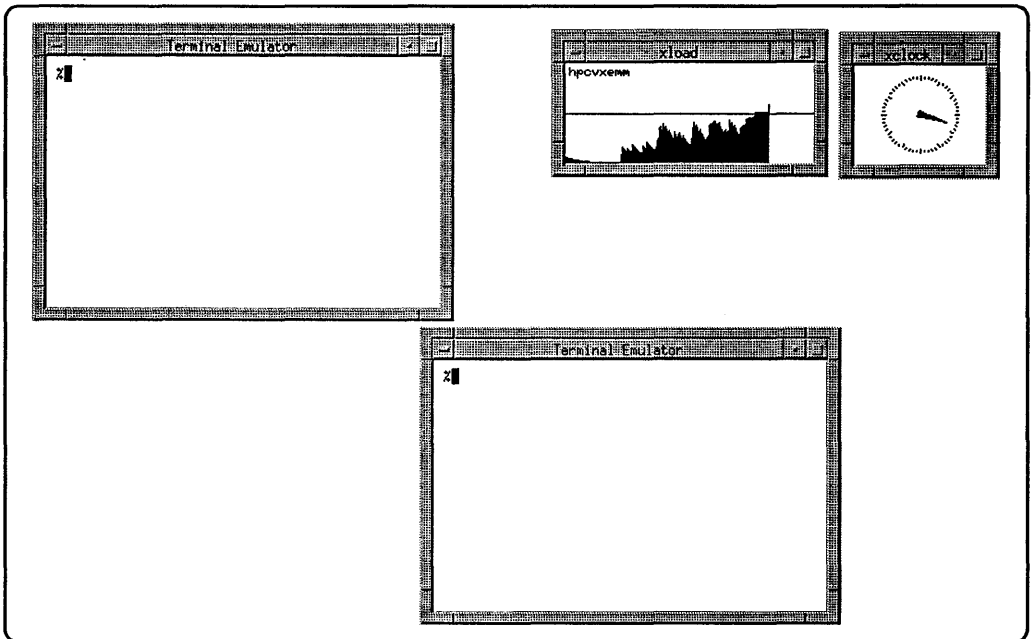 Terminal Emulator
%
xload
hpcvxemm
xclock
Terminal Emulator
%